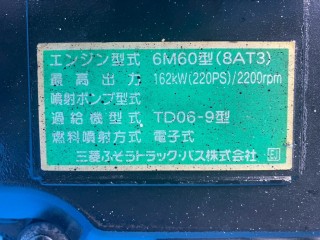 エンジン型式 6M60型(8AT3)
最高出力 162kW(220PS)/2200rpm
噴射ポンプ型式
過給機型式 TD06-9型
燃料噴射方式 電子式
三菱ふそうトラック・バス株式会社